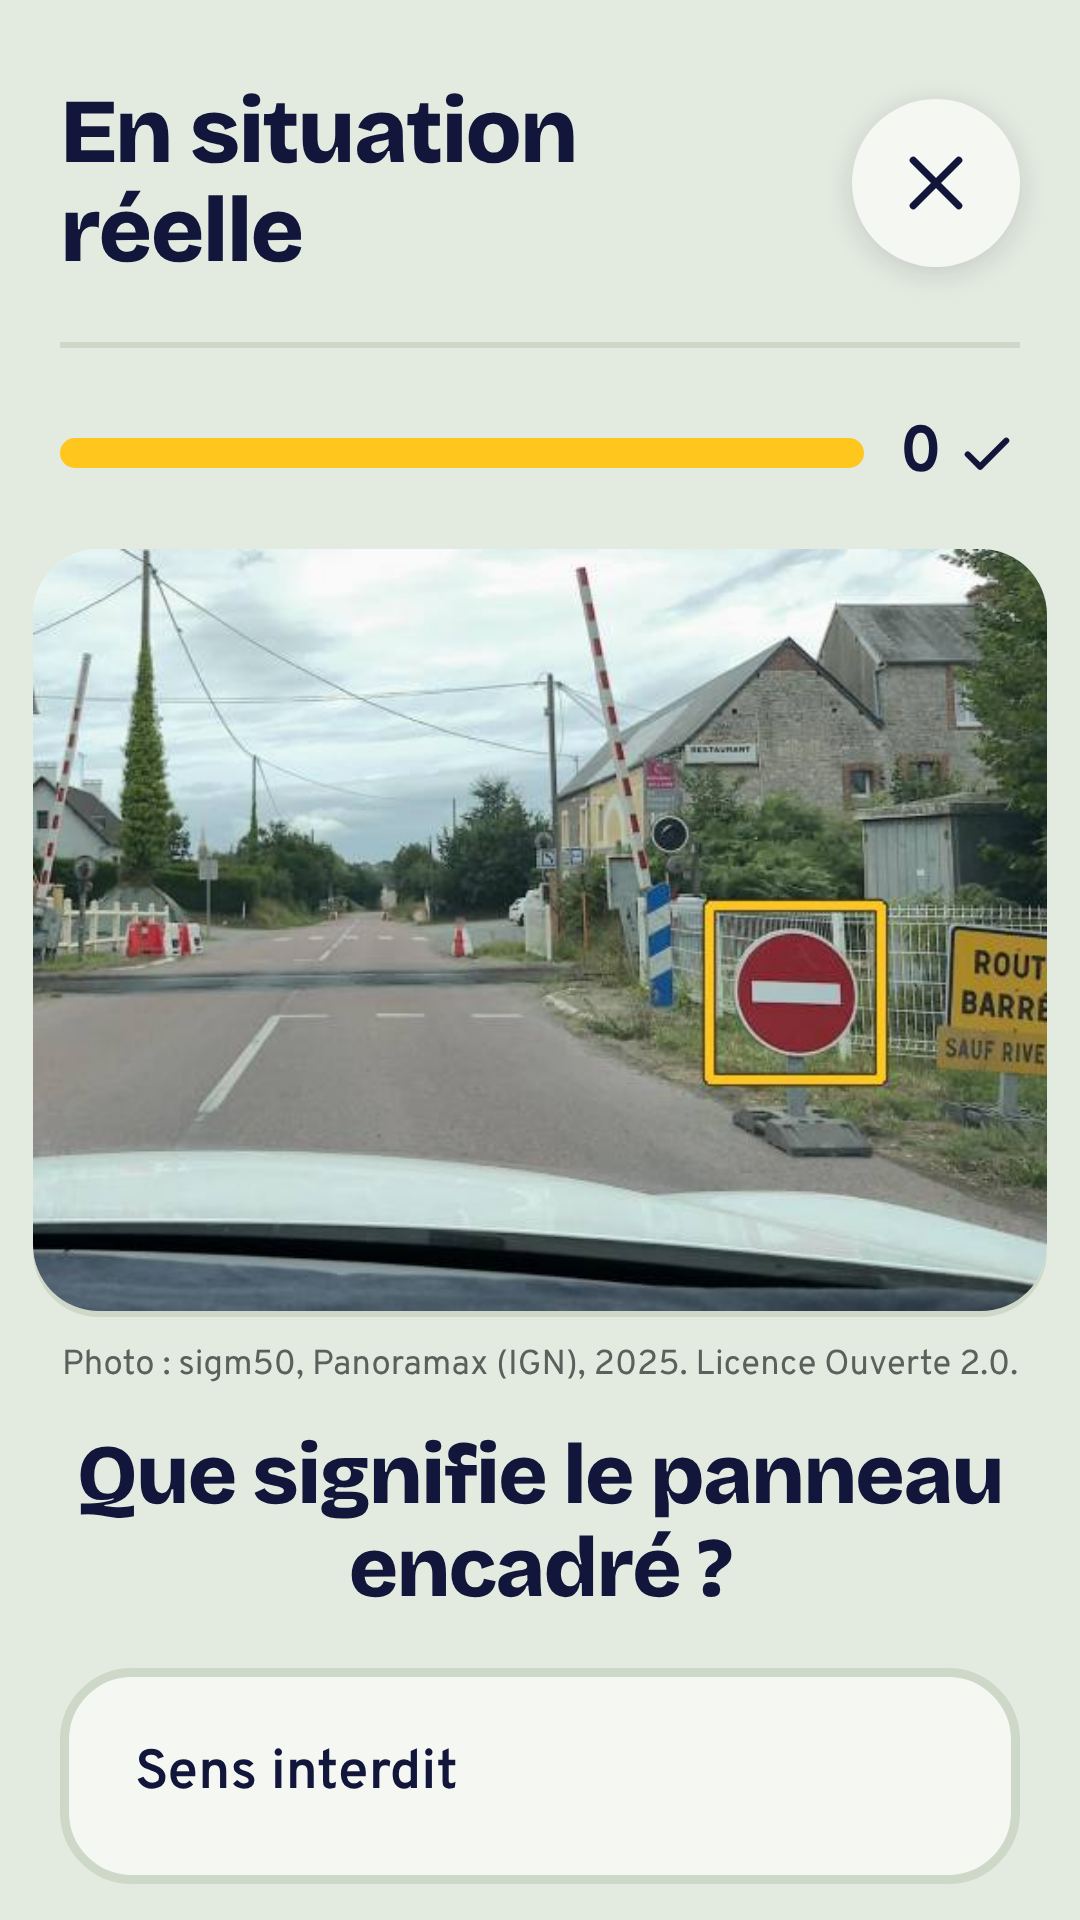 En situation
réelle
0
RESTAURANT
ROUT
BARRÉ
SAUF RIVE
Photo : sigm50, Panoramax (IGN), 2025. Licence Ouverte 2.0.
Que signifie le panneau
encadré ?
Sens interdit